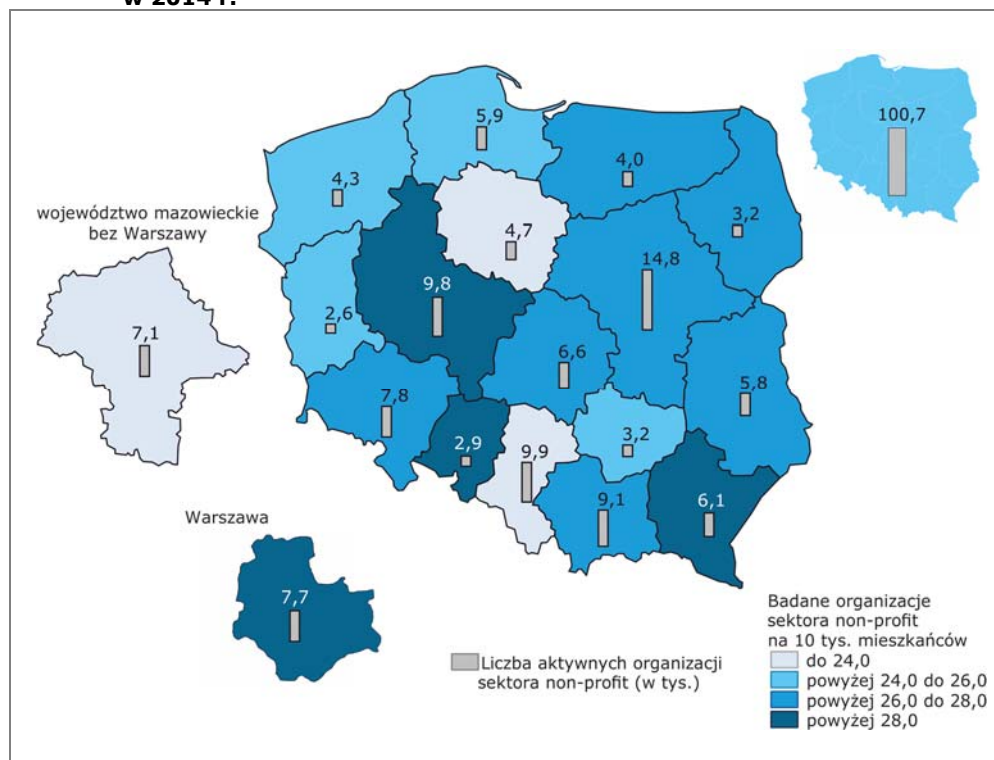 w 2014 r.
100,7
5,9
4,0
4,3
3,2
województwo mazowieckie
bez Warszawy
4,7
14,8
9,8
2,6
7,1
6,6
5,8
7,8
2,9
9,9
3,2
9,1
6,1
Warszawa
7,7
Badane organizacje
sektora non-profit
na 10 tys. mieszkańców
do 24,0
powyżej 24,0 do 26,0
powyżej 26,0 do 28,0
powyżej 28,0
Liczba aktywnych organizacji
sektora non-profit (w tys.)